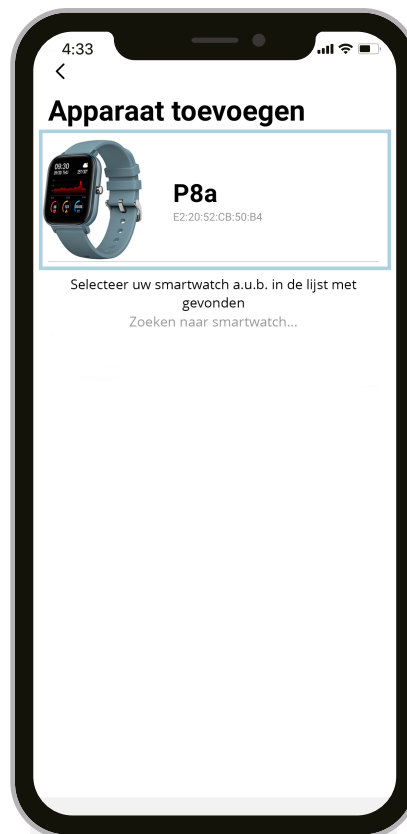 4:33
Apparaat toevoegen
09:30
P8a
E2:20:52:CB:50:B4
Selecteer uw smartwatch a.u.b. in de lijst met
gevonden
Zoeken naar smartwatch...